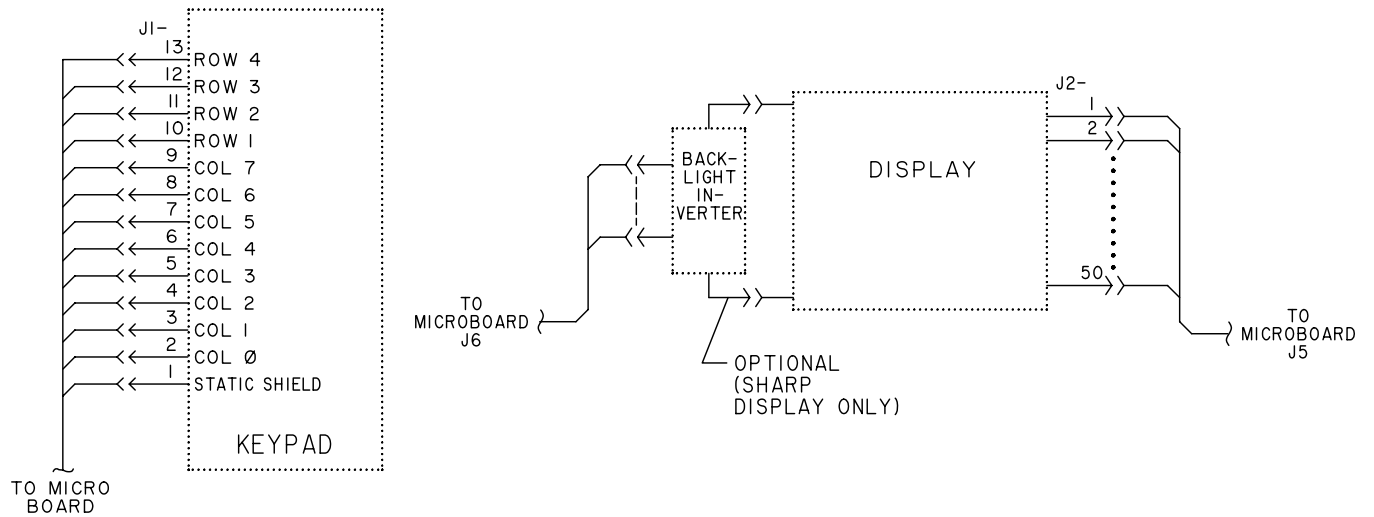 J1-
13 ROW 4
12 ROW 3
11 ROW 2
10 ROW 1
9 COL 7
8 COL 6
7 COL 5
6 COL 4
5 COL 3
4 COL 2
3 COL 1
2 COL Ø
1 STATIC SHIELD
KEYPAD
TO MICRO
BOARD
TO
MICROBOARD
J6
BACK-
LIGHT
IN-
VERTER
OPTIONAL
(SHARP
DISPLAY ONLY)
DISPLAY
J2-
1
2
50
TO
MICROBOARD
J5